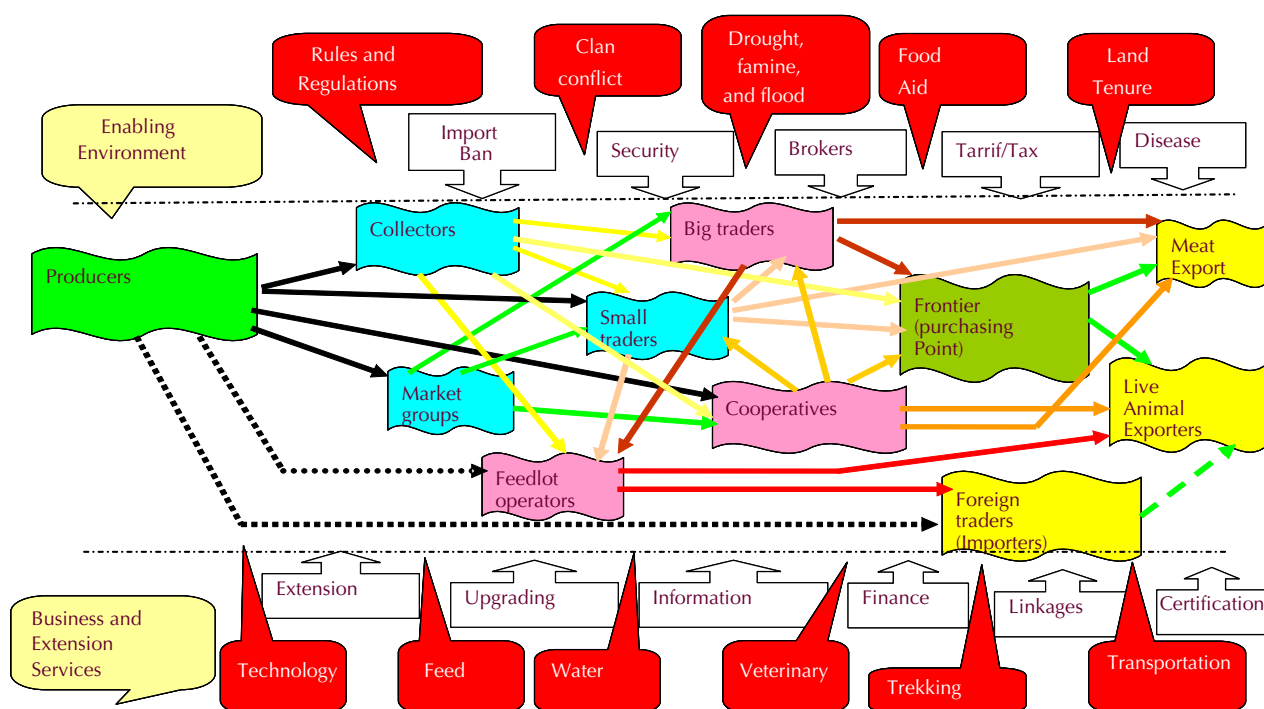 Rules and
Regulations
Clan
conflict
Drought,
famine,
and flood
Food
Aid
Land
Tenure
Enabling
Environment
Import
Ban
Security
Brokers
Tarrif/Tax
Disease
Producers
Collectors
Big traders
Meat
Export
Small
traders
Frontier
(purchasing
Point)
Market
groups
Cooperatives
Live
Animal
Exporters
Feedlot
operators
Foreign
traders
(Importers)
Business and
Extension
Services
Extension
Upgrading
Information
Finance
Linkages
Certification
Technology
Feed
Water
Veterinary
Trekking
Transportation